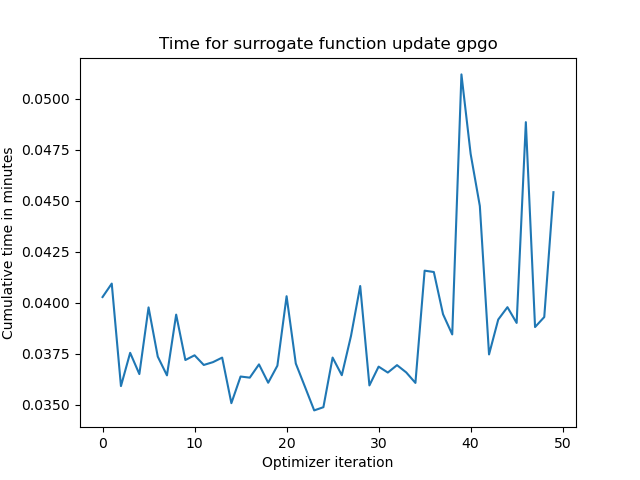 Time for surrogate function update gpgo
0.0500
0.0475
0.0450
0.0425
0.0400
0.0375
0.0350
Cumulative time in minutes
0 10 20 30 40 50
Optimizer iteration